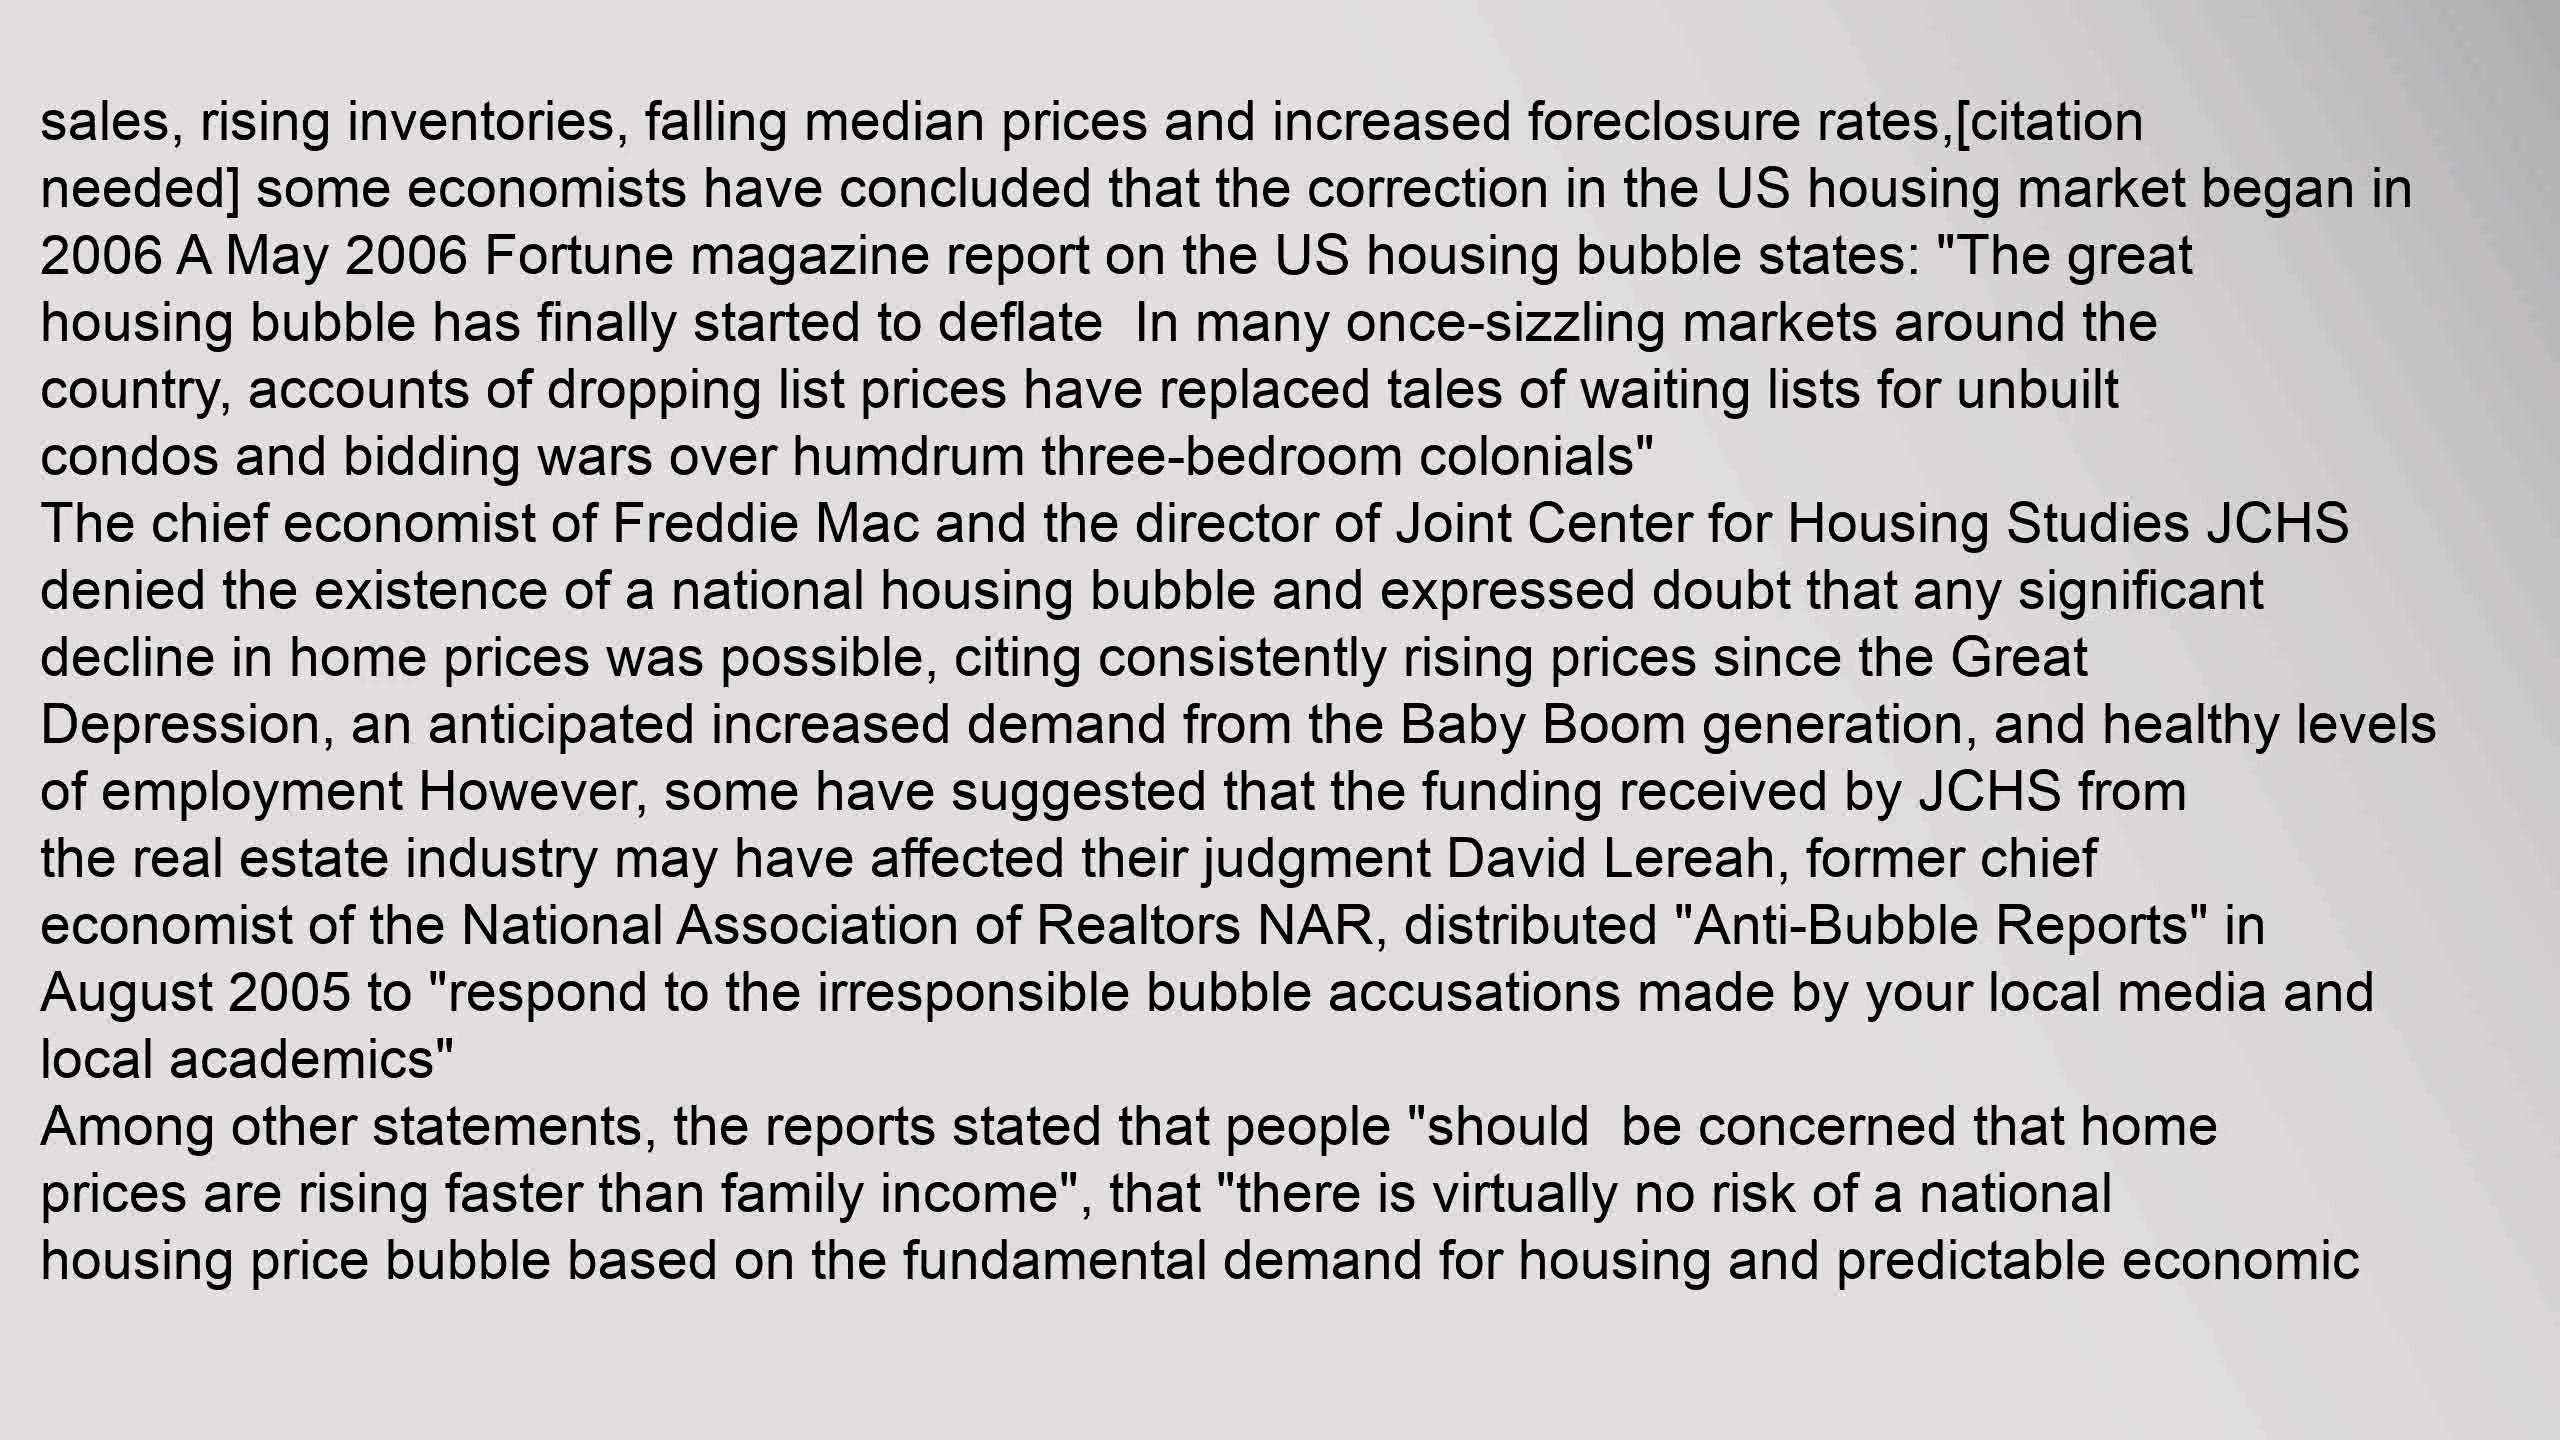 sales, rising inventories, falling median prices and increased foreclosure rates,[citation
needed] some economists have concluded that the correction in the US housing market began in
2006 A May 2006 Fortune magazine report on the US housing bubble states: "The great
housing bubble has finally started to deflate  In many once-sizzling markets around the
country, accounts of dropping list prices have replaced tales of waiting lists for unbuilt
condos and bidding wars over humdrum three-bedroom colonials"
The chief economist of Freddie Mac and the director of Joint Center for Housing Studies JCHS
denied the existence of a national housing bubble and expressed doubt that any significant
decline in home prices was possible, citing consistently rising prices since the Great
Depression, an anticipated increased demand from the Baby Boom generation, and healthy levels
of employment However, some have suggested that the funding received by JCHS from
the real estate industry may have affected their judgment David Lereah, former chief
economist of the National Association of Realtors NAR, distributed "Anti-Bubble Reports" in
August 2005 to "respond to the irresponsible bubble accusations made by your local media and
local academics"
Among other statements, the reports stated that people "should  be concerned that home
prices are rising faster than family income", that "there is virtually no risk of a national
housing price bubble based on the fundamental demand for housing and predictable economic